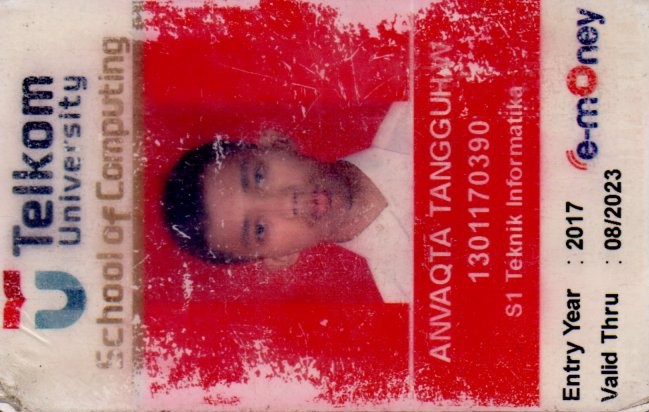 Telkom
University
School of Computing
ANVAQTA TANGGUH W
1301170390
S1 Teknik Informatika
Entry Year : 2017
Valid Thru : 08/2023
e-money